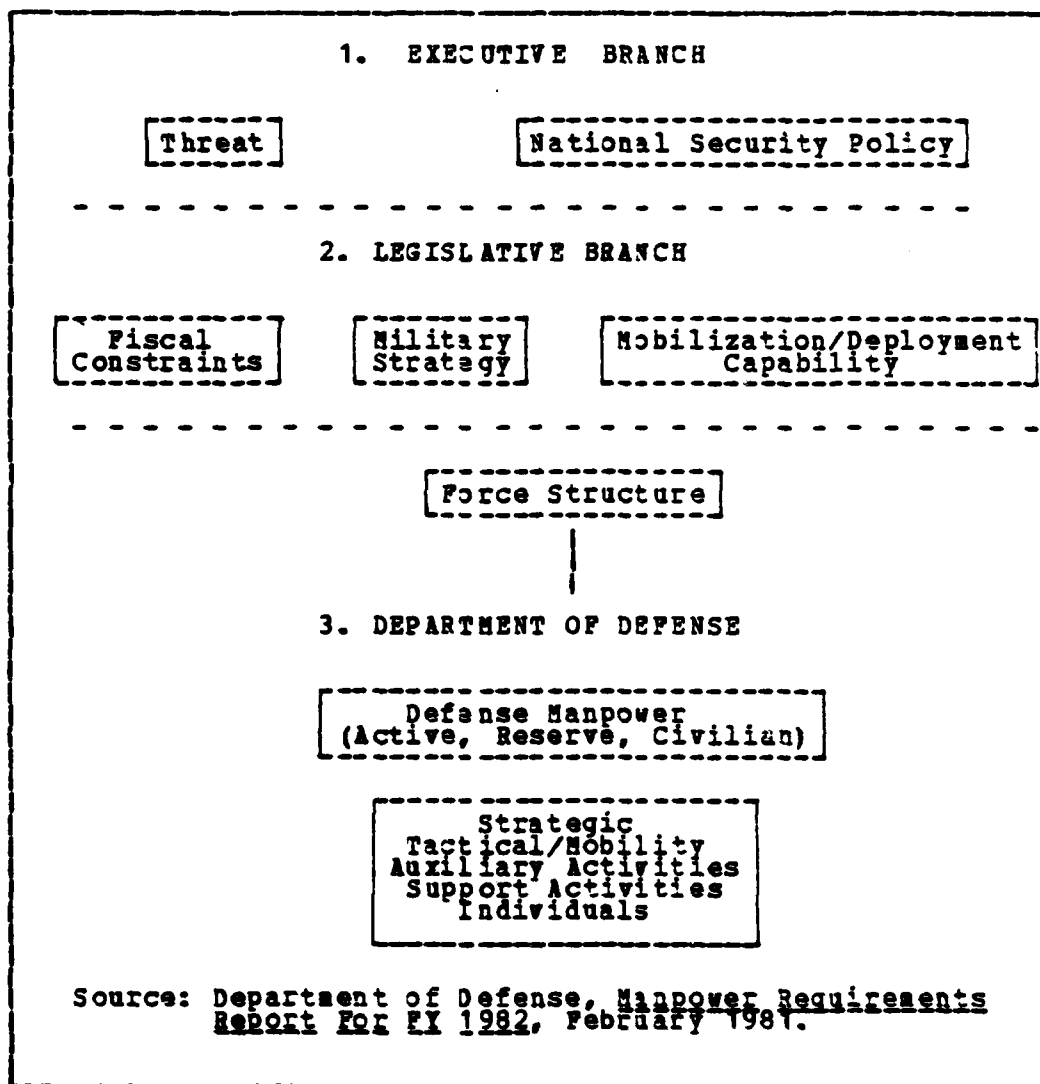 1. EXECUTIVE BRANCH
Threat
National Security Policy
2. LEGISLATIVE BRANCH
Fiscal
Constraints
Military
Strategy
Mobilization/Deployment
Capability
Force Structure
3. DEPARTMENT OF DEFENSE
Defense Manpower
(Active, Reserve, Civilian)
Strategic
Tactical/Mobility
Auxiliary Activities
Support Activities
Individuals
Source: Department of Defense, Manpower Requirements
Report For FY 1982, February 1981.